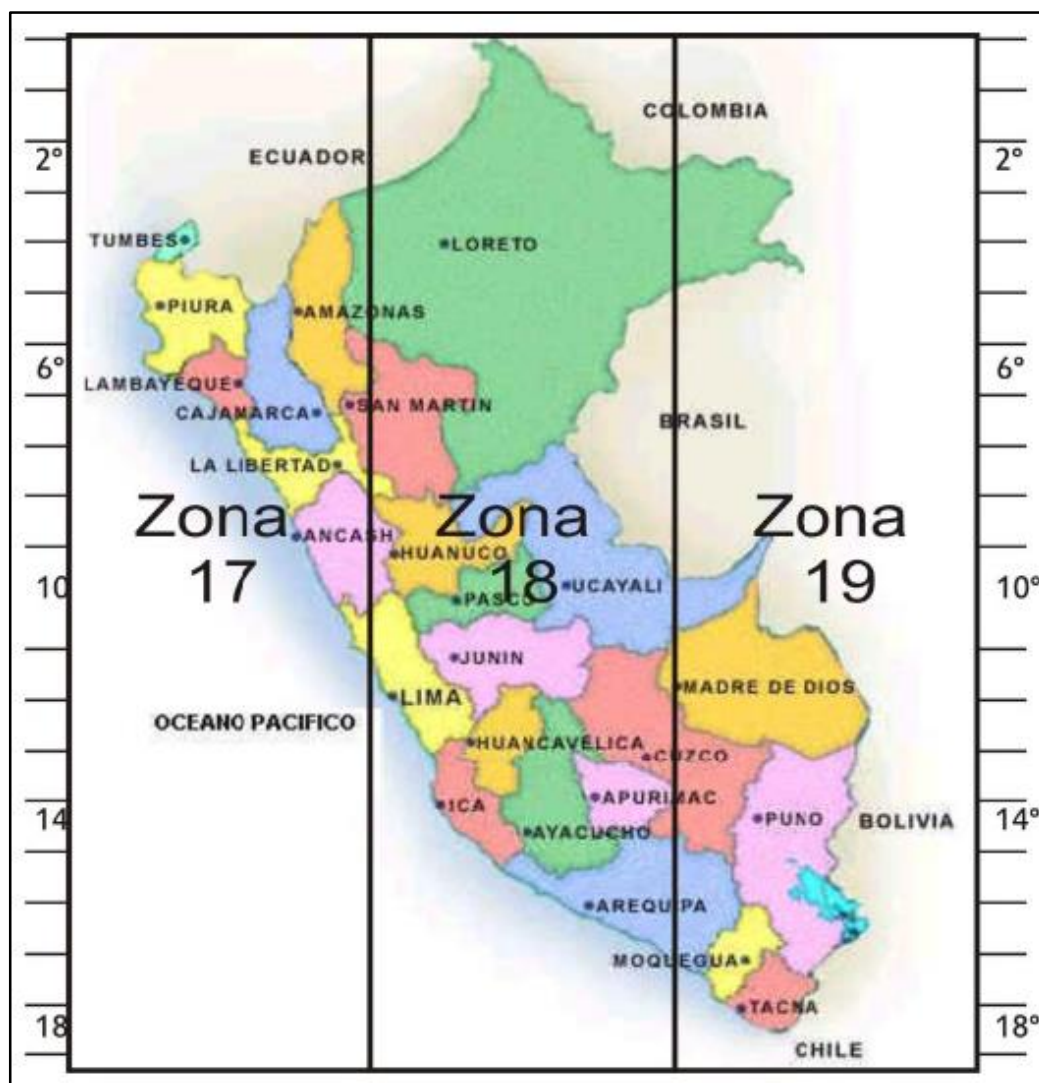 COLOMBIA
ECUADOR
2°
2°
TUMBES
LORETO
PIURA
AMAZONAS
6°
6°
LAMBAYEQUE
CAJAMARCA
SAN MARTIN
BRASIL
LA LIBERTAD
Zona
17
Zona
18
Zona
19
ANCASH
HUANUCO
10
10°
UCAYALI
PASCO
JUNIN
MADRE DE DIOS
LIMA
OCEANO PACIFICO
HUANCAVELICA
CUZCO
APURIMAC
ICA
14
14°
PUNO
BOLIVIA
AYACUCHO
AREQUIPA
MOQUEGUA
TACNA
18
18°
CHILE